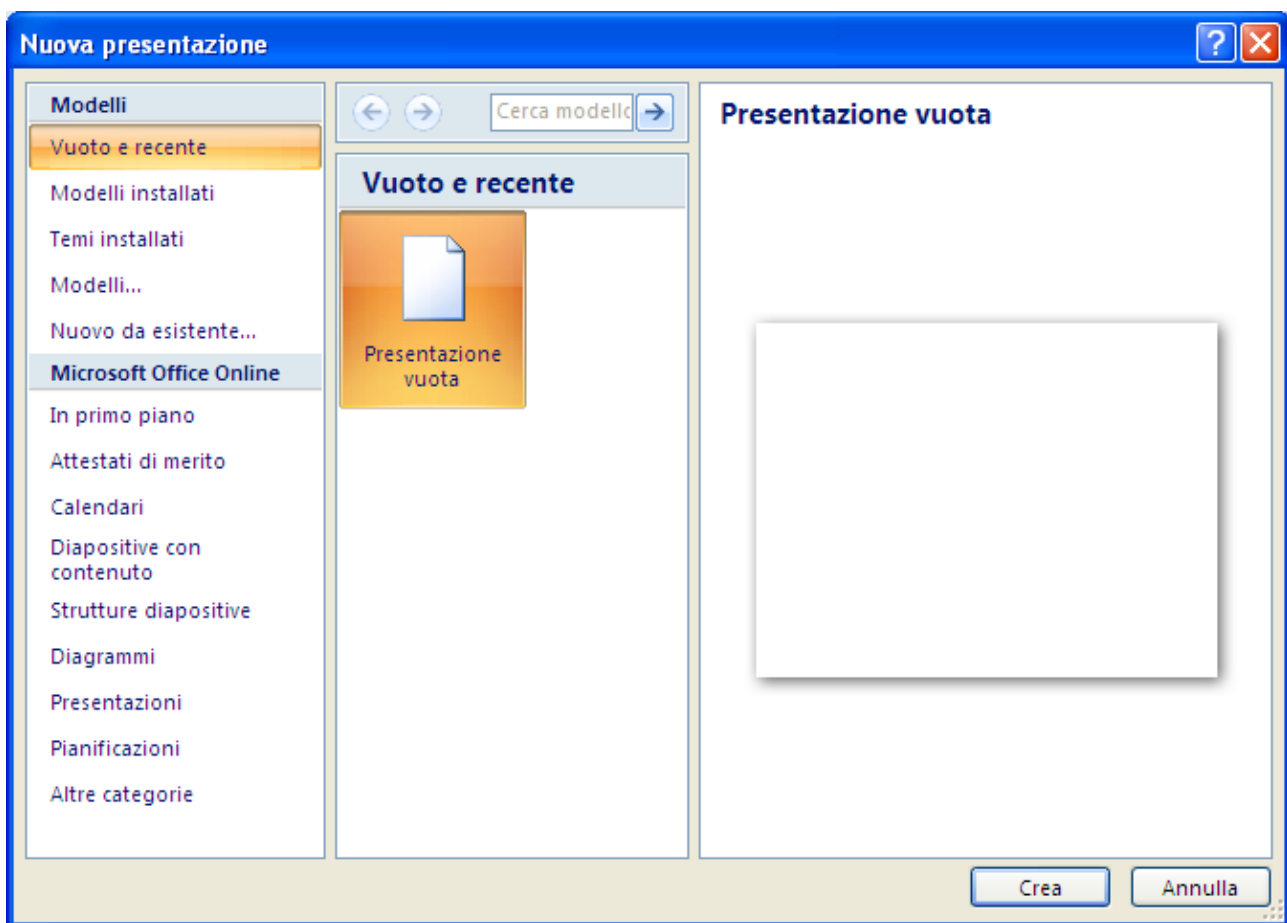 Nuova presentazione
Modelli
Vuoto e recente
Modelli installati
Temi installati
Modelli...
Nuovo da esistente...
Microsoft Office Online
In primo piano
Attestati di merito
Calendari
Diapositive con
contenuto
Strutture diapositive
Diagrammi
Presentazioni
Pianificazioni
Altre categorie
Cerca modello
Vuoto e recente
Presentazione
vuota
Presentazione vuota
Crea
Annulla